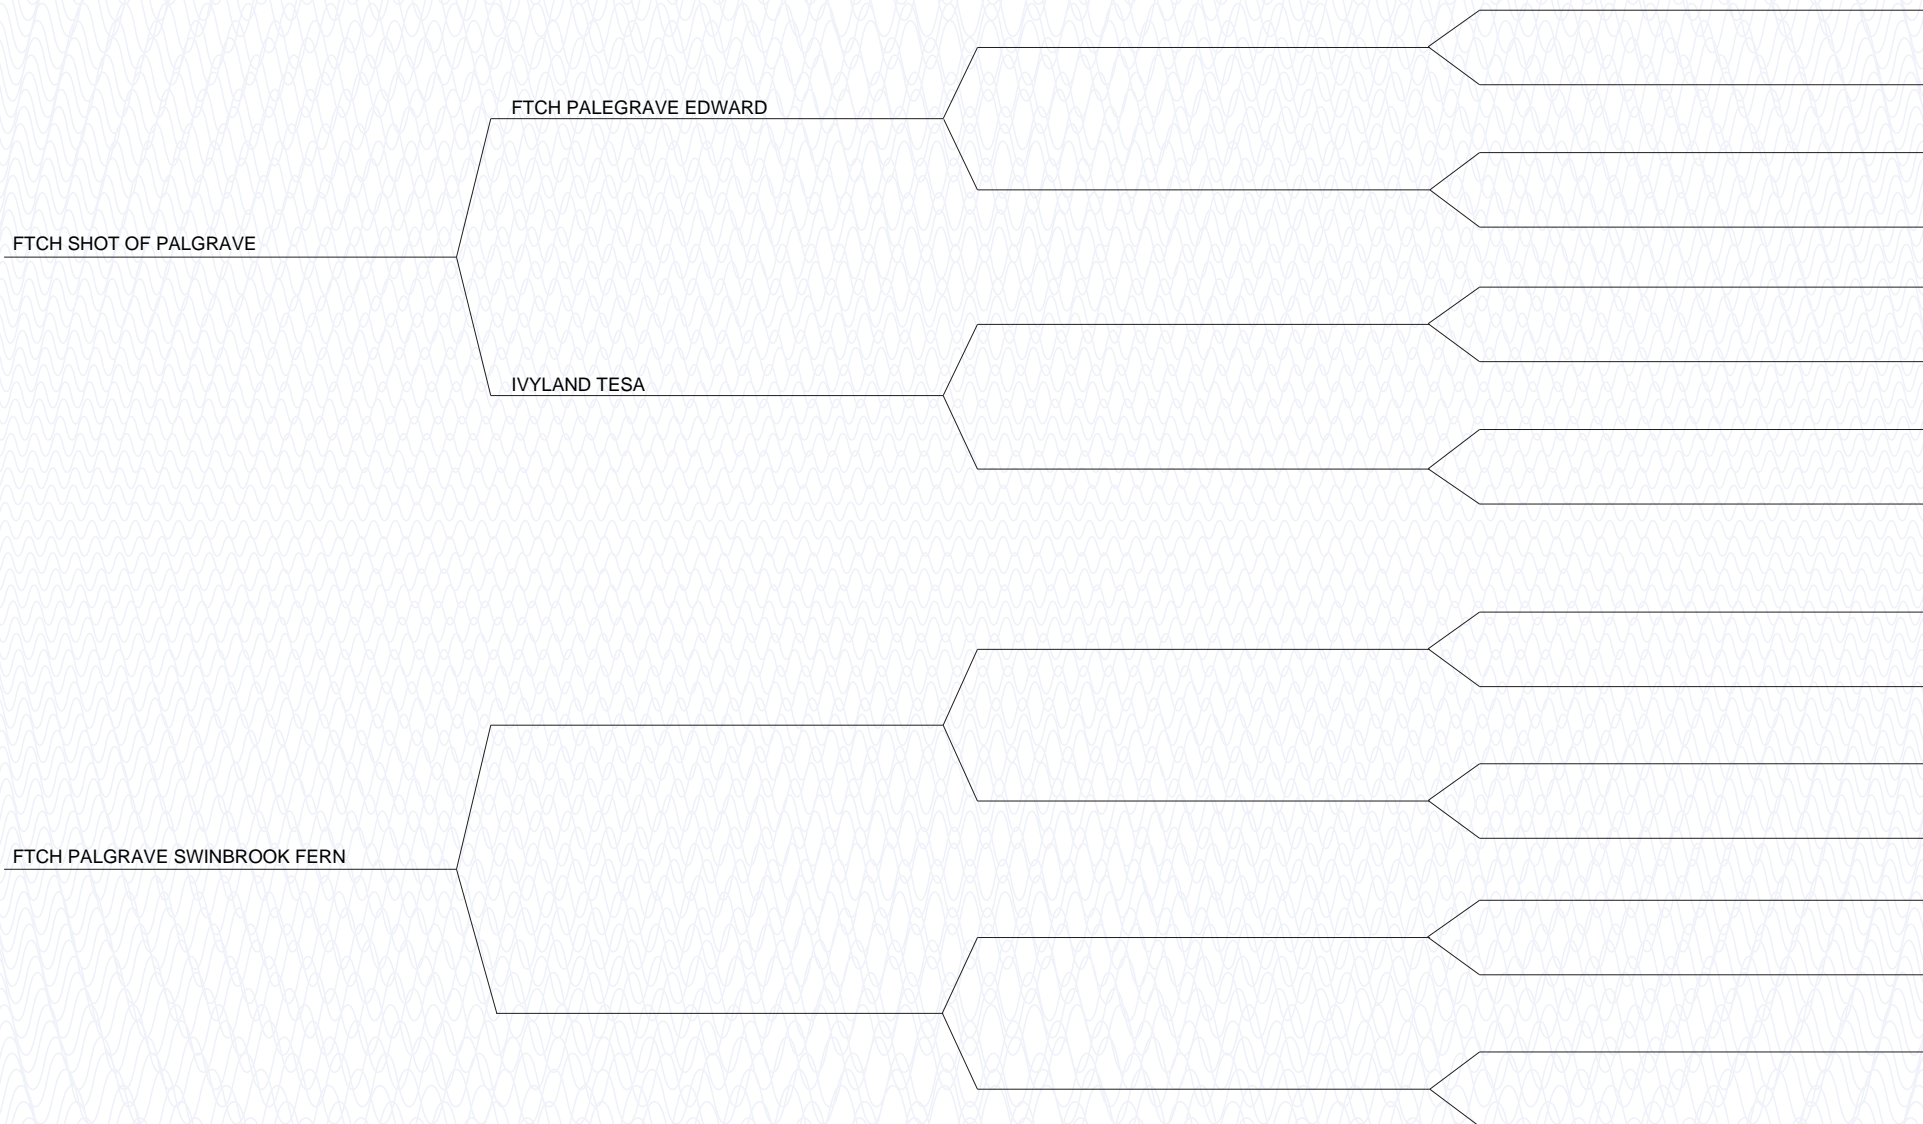 FTCH PALEGRAVE EDWARD
FTCH SHOT OF PALGRAVE
IVYLAND TESA
FTCH PALGRAVE SWINBROOK FERN